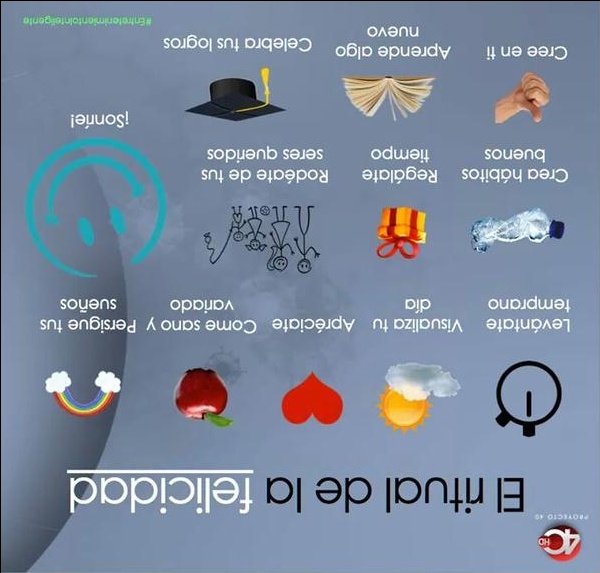 PROYECTO 40
4C
HD
El ritual de la felicidad
Levántate
temprano
Visualiza tu
día
Apréciate
Come sano y
variado
Persigue tus
sueños
Crea hábitos
buenos
Regálate
tiempo
Rodéate de tus
seres queridos
¡Sonríe!
Cree en ti
Aprende algo
nuevo
Celebra tus logros
#EntretenimientoInteligente